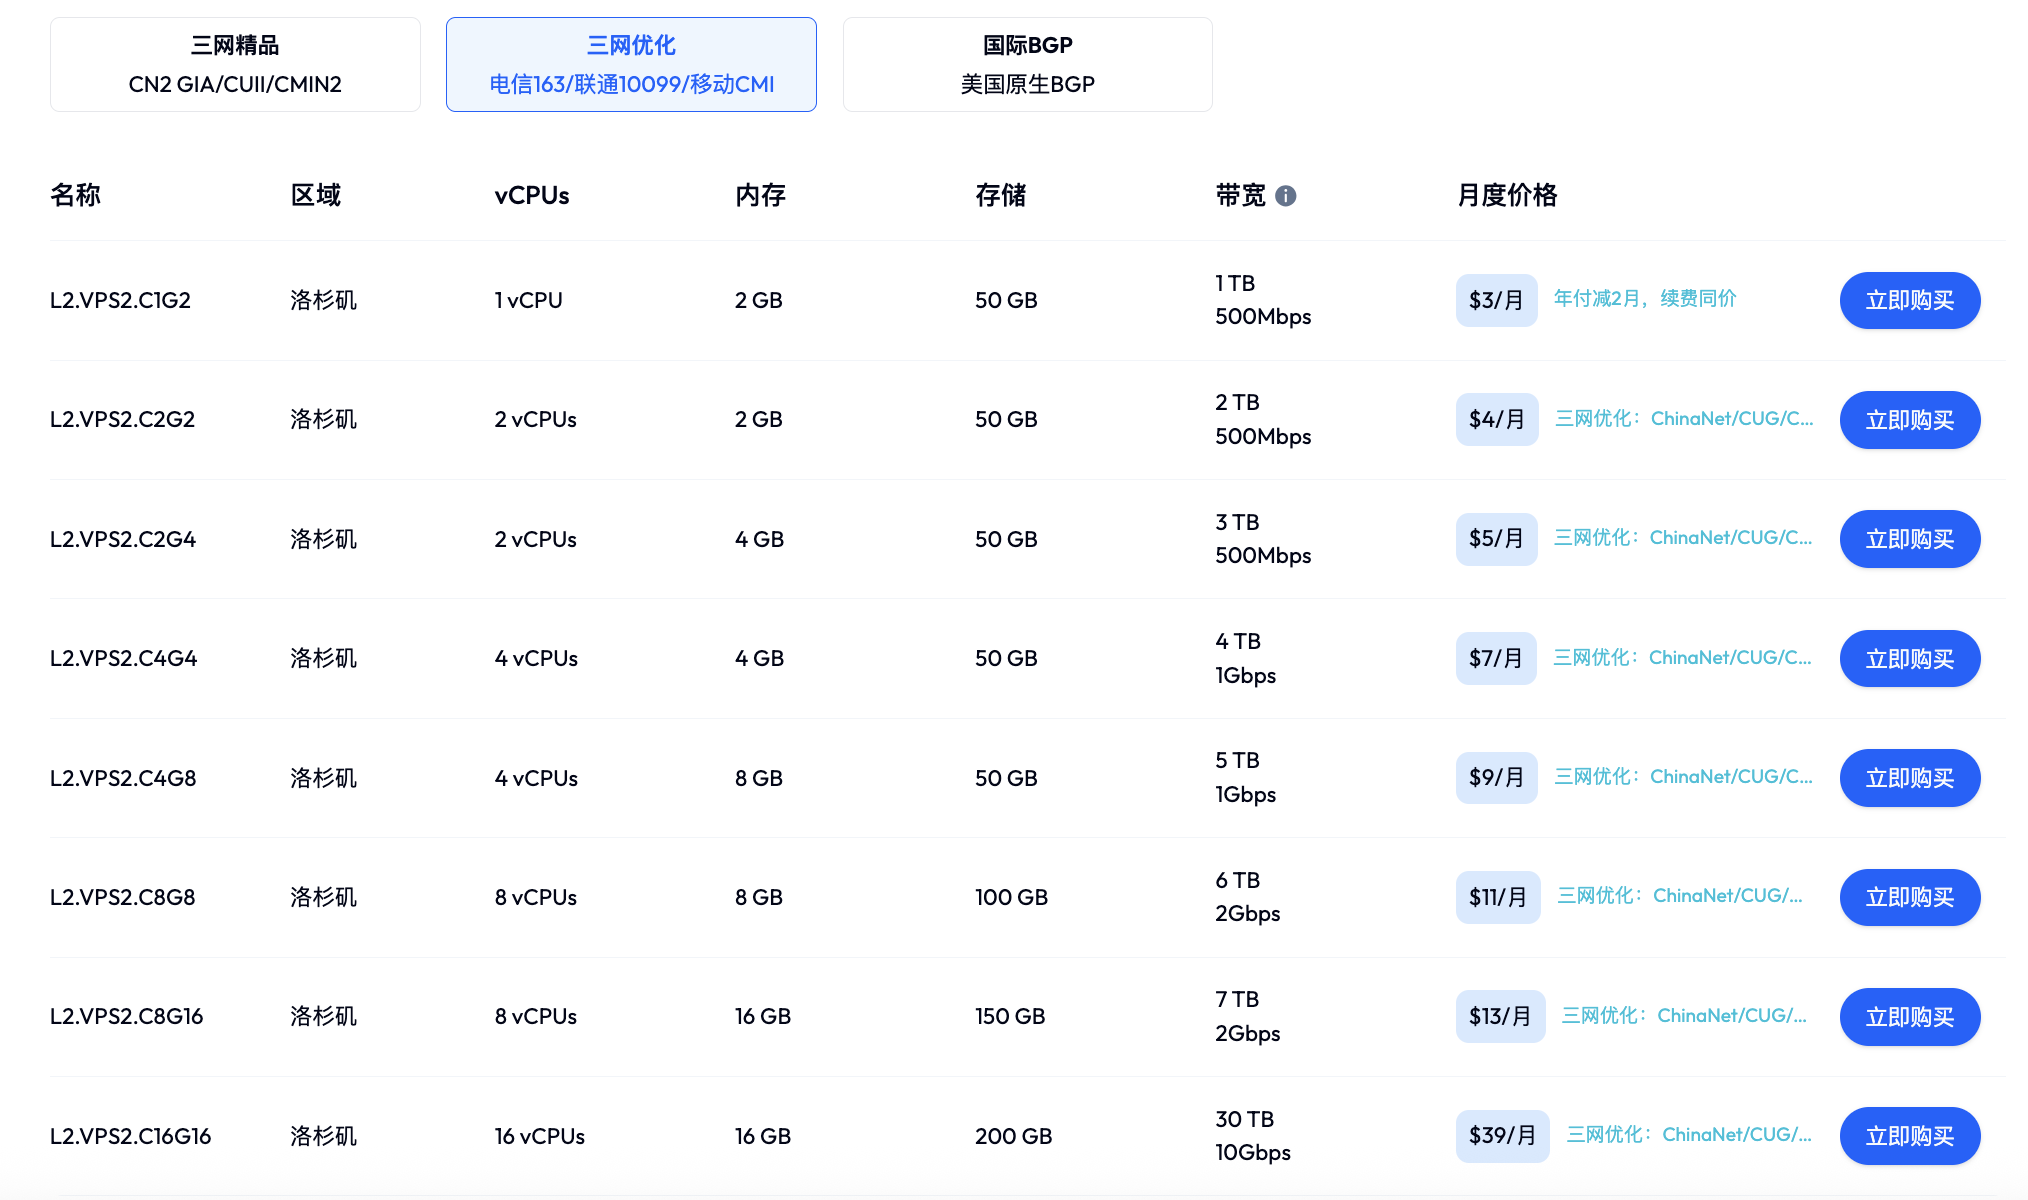 三网精品
CN2 GIA/CUII/CMIN2
三网优化
电信163/联通10099/移动CMI
国际BGP
美国原生BGP
名称 区域 vCPUs 内存 存储 带宽 月度价格
L2.VPS2.C1G2 洛杉矶 1 vCPU 2 GB 50 GB 1 TB 500Mbps $3/月 年付减2月，续费同价 立即购买
L2.VPS2.C2G2 洛杉矶 2 vCPUs 2 GB 50 GB 2 TB 500Mbps $4/月 三网优化：ChinaNet/CUG/C... 立即购买
L2.VPS2.C2G4 洛杉矶 2 vCPUs 4 GB 50 GB 3 TB 500Mbps $5/月 三网优化：ChinaNet/CUG/C... 立即购买
L2.VPS2.C4G4 洛杉矶 4 vCPUs 4 GB 50 GB 4 TB 1Gbps $7/月 三网优化：ChinaNet/CUG/C... 立即购买
L2.VPS2.C4G8 洛杉矶 4 vCPUs 8 GB 50 GB 5 TB 1Gbps $9/月 三网优化：ChinaNet/CUG/C... 立即购买
L2.VPS2.C8G8 洛杉矶 8 vCPUs 8 GB 100 GB 6 TB 2Gbps $11/月 三网优化：ChinaNet/CUG/... 立即购买
L2.VPS2.C8G16 洛杉矶 8 vCPUs 16 GB 150 GB 7 TB 2Gbps $13/月 三网优化：ChinaNet/CUG/... 立即购买
L2.VPS2.C16G16 洛杉矶 16 vCPUs 16 GB 200 GB 30 TB 10Gbps $39/月 三网优化：ChinaNet/CUG/... 立即购买